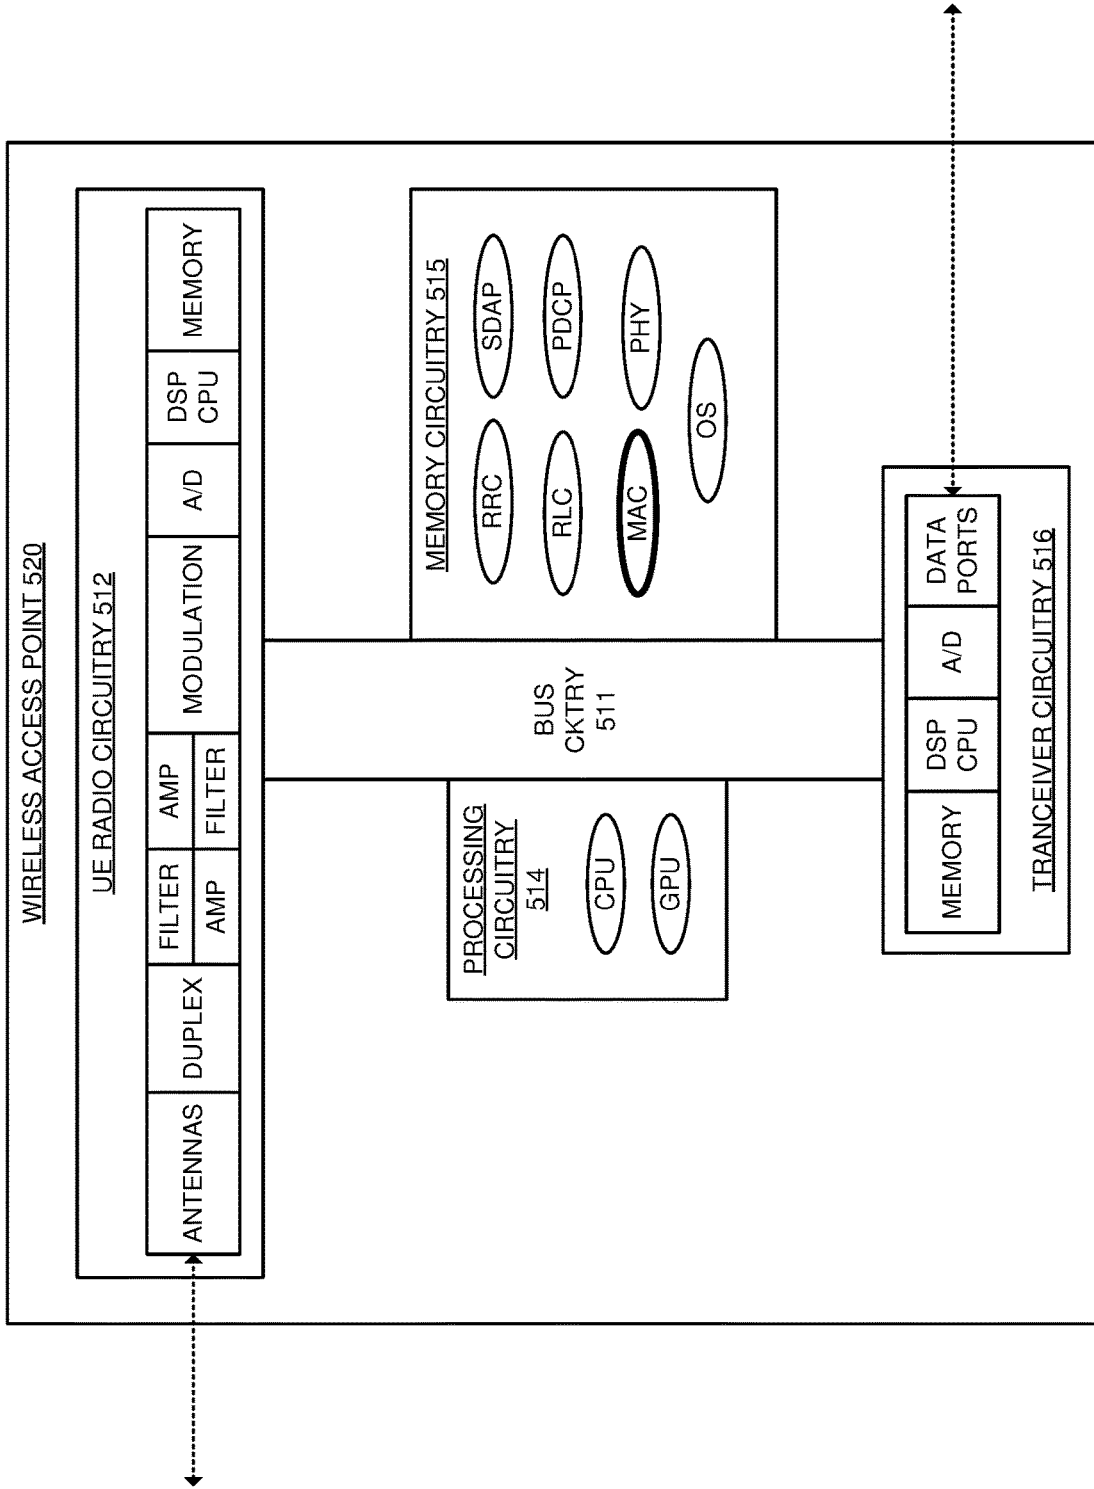 WIRELESS ACCESS POINT 520
UE RADIO CIRCUITRY 512
ANTENNAS
DUPLEX
FILTER
AMP
AMP
FILTER
MODULATION
A/D
DSP
CPU
MEMORY
PROCESSING
CIRCUITRY
514
CPU
GPU
BUS
CKTRY
511
MEMORY CIRCUITRY 515
RRC
SDAP
RLC
PDCP
MAC
PHY
OS
MEMORY
DSP
CPU
A/D
DATA
PORTS
TRANCEIVER CIRCUITRY 516